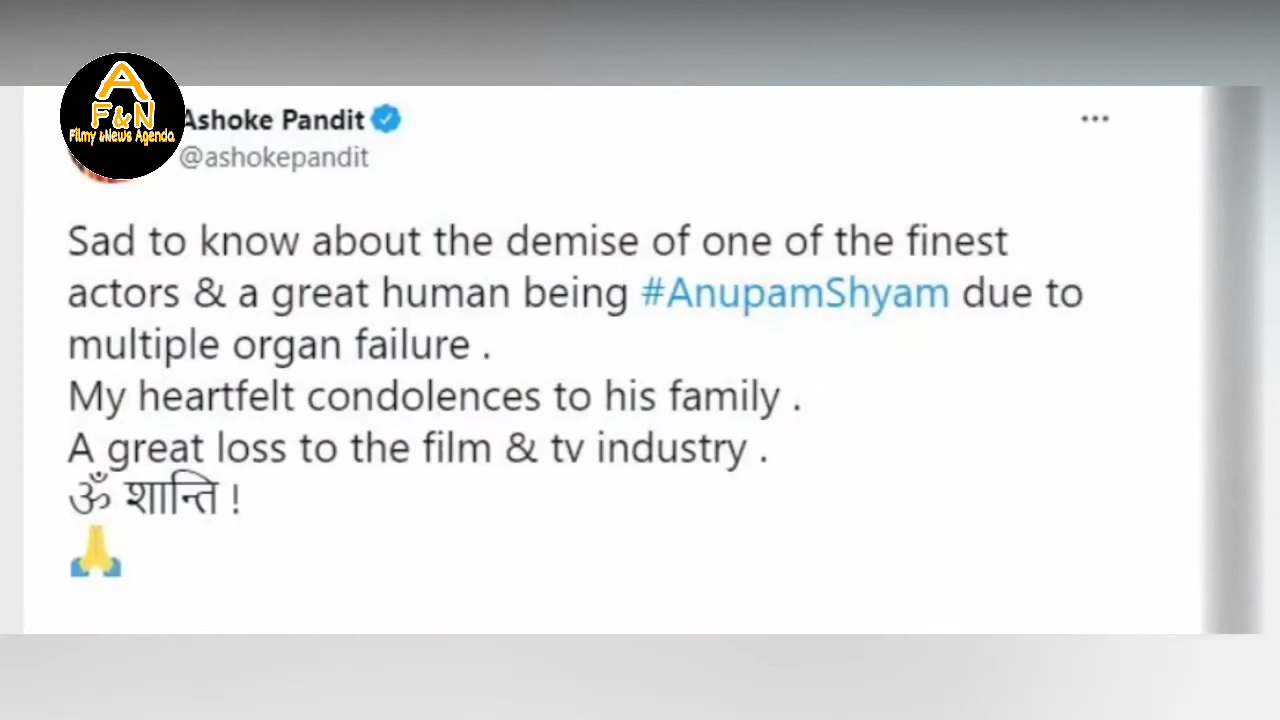 A
F&N
Filmy &News Agenda
Ashoke Pandit
@ashokepandit
Sad to know about the demise of one of the finest
actors & a great human being #AnupamShyam due to
multiple organ failure .
My heartfelt condolences to his family .
A great loss to the film & tv industry .
ॐ शान्ति !